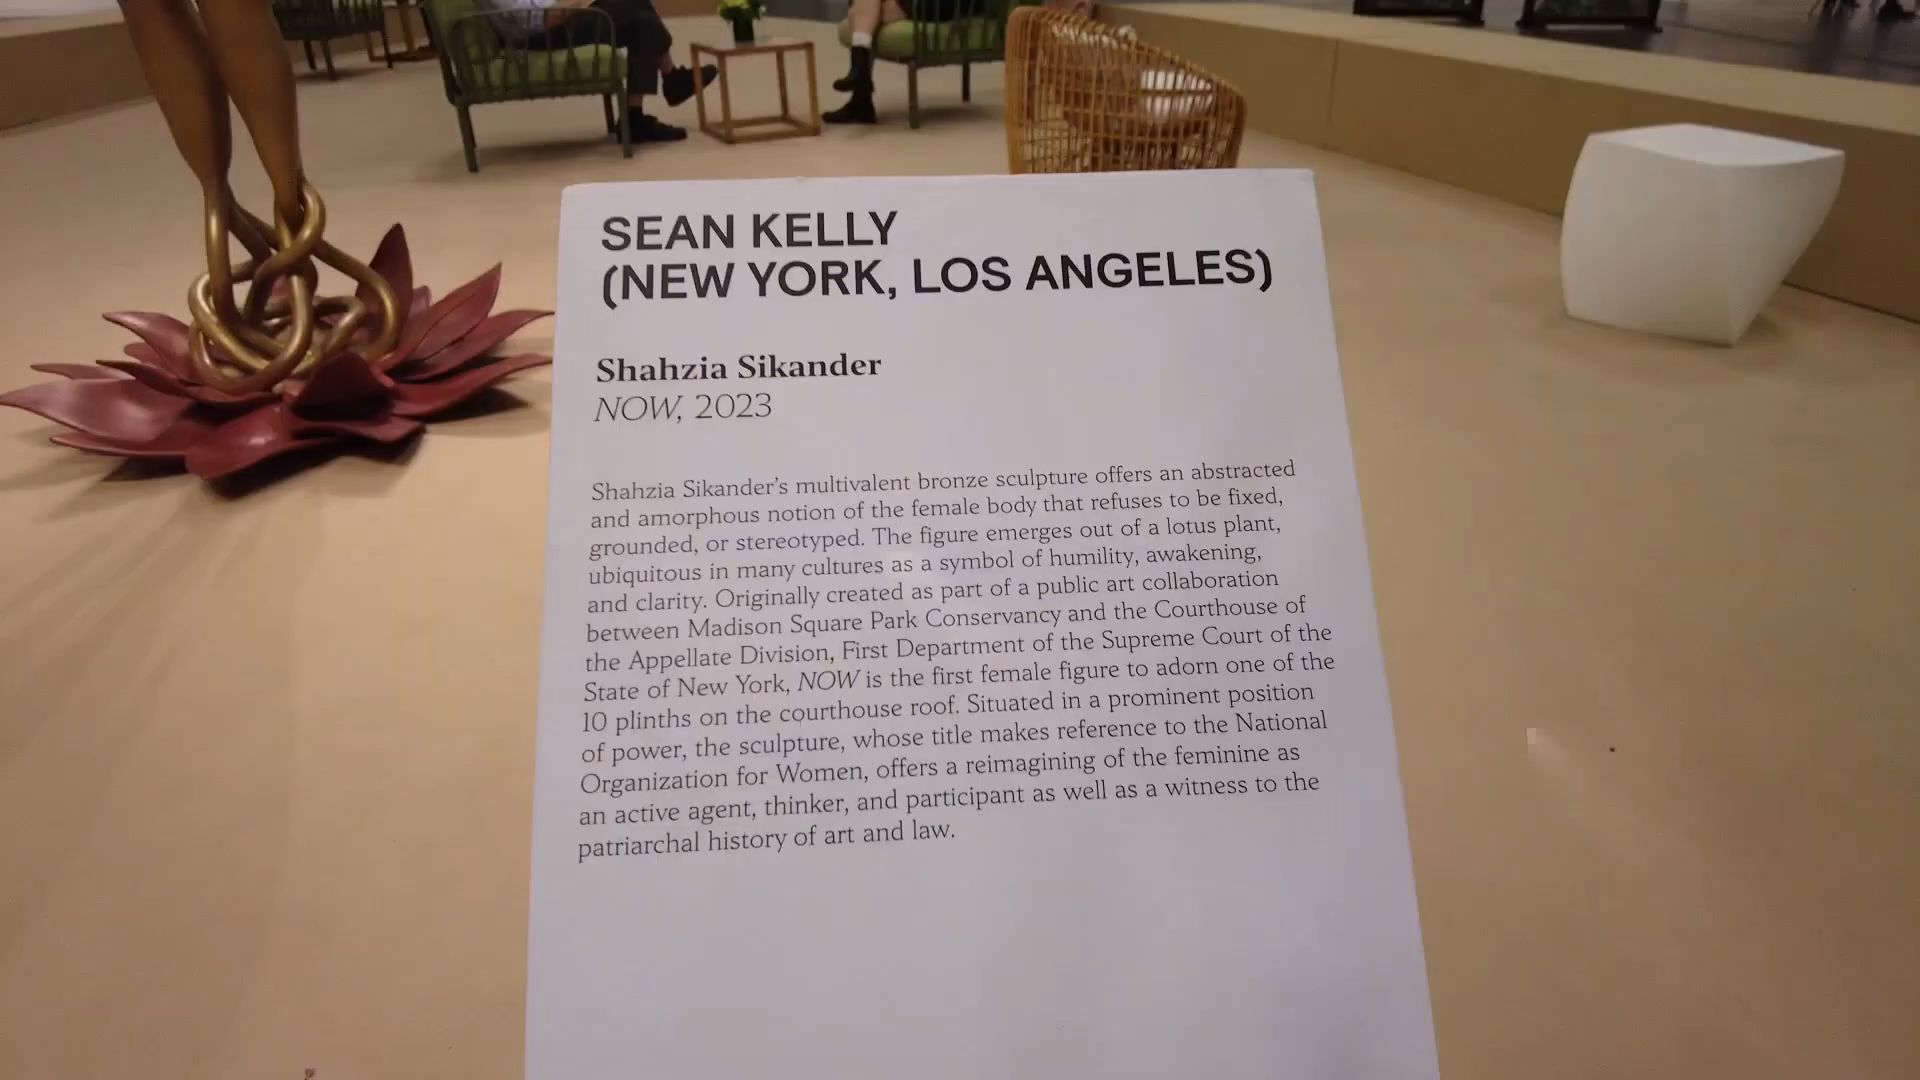 SEAN KELLY
(NEW YORK, LOS ANGELES)
Shahzia Sikander
NOW, 2023
Shahzia Sikander's multivalent bronze sculpture offers an abstracted
and amorphous notion of the female body that refuses to be fixed,
grounded, or stereotyped. The figure emerges out of a lotus plant,
ubiquitous in many cultures as a symbol of humility, awakening,
and clarity. Originally created as part of a public art collaboration
between Madison Square Park Conservancy and the Courthouse of
the Appellate Division, First Department of the Supreme Court of the
State of New York, NOW is the first female figure to adorn one of the
10 plinths on the courthouse roof. Situated in a prominent position
of power, the sculpture, whose title makes reference to the National
Organization for Women, offers a reimagining of the feminine as
an active agent, thinker, and participant as well as a witness to the
patriarchal history of art and law.